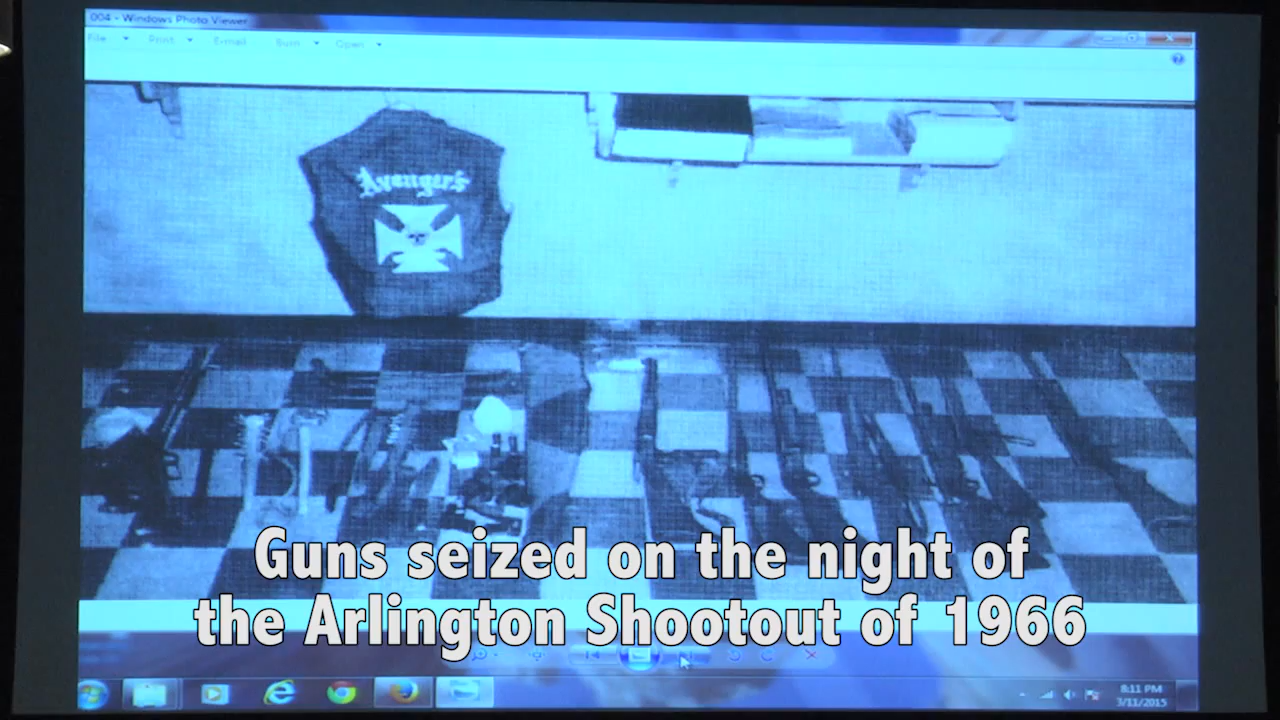 004 - Windows Photo Viewer
File Print E-mail Burn Open
Avengers
Guns seized on the night of
the Arlington Shootout of 1966
8:11 PM
3/11/2015